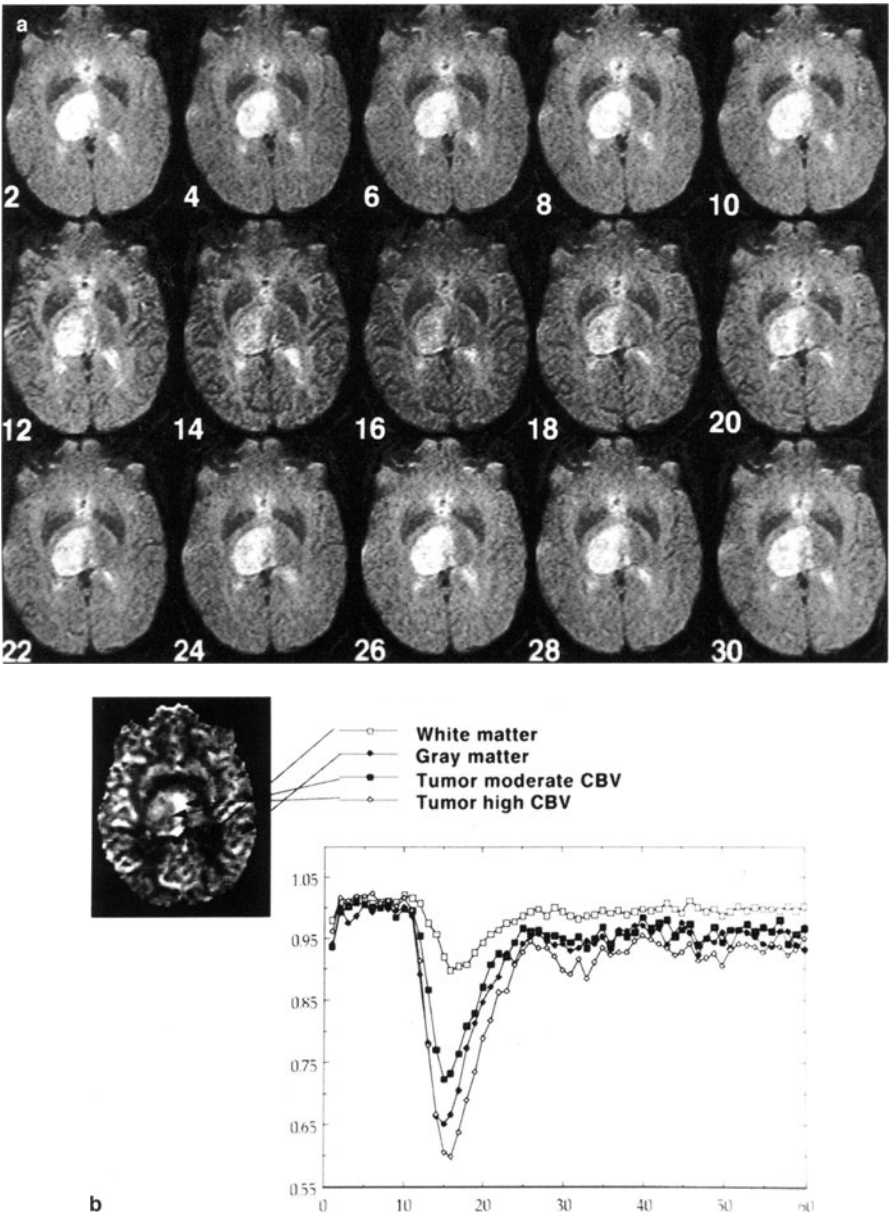 a
2 4 6 8 10
12 14 16 18 20
22 24 26 28 30
White matter
Gray matter
Tumor moderate CBV
Tumor high CBV
1.05
0.95
0.85
0.75
0.65
0.55
0 10 20 30 40 50 60
b